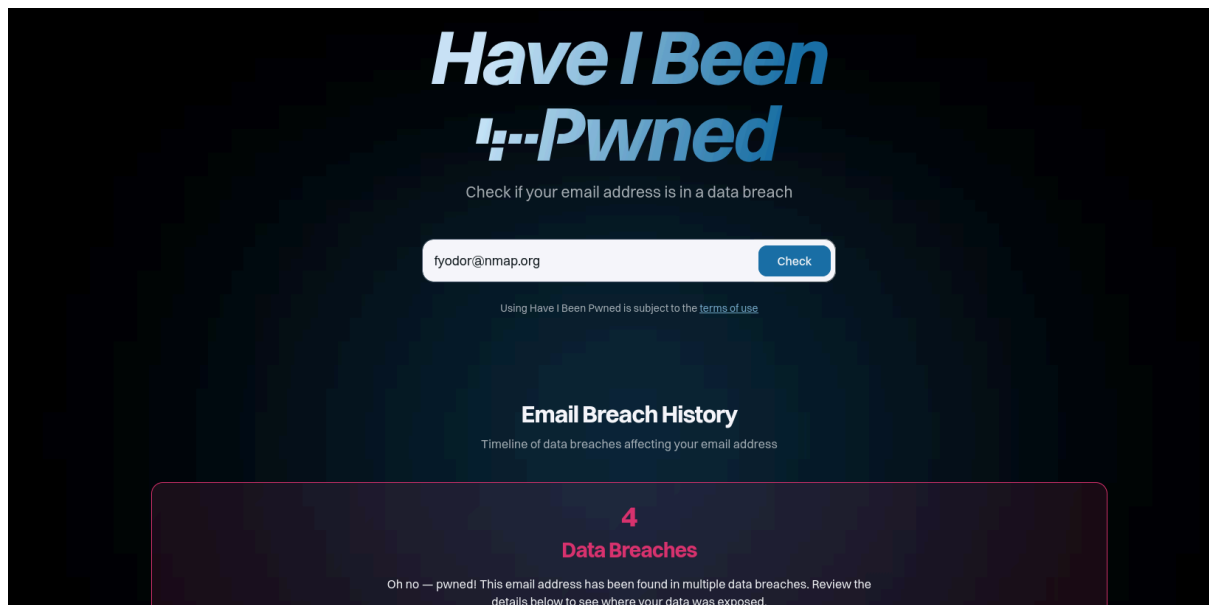 Have I Been
Pwned
Check if your email address is in a data breach
fyodor@nmap.org
Check
Using Have I Been Pwned is subject to the terms of use
Email Breach History
Timeline of data breaches affecting your email address
4
Data Breaches
Oh no — pwned! This email address has been found in multiple data breaches. Review the
details below to see where your data was exposed.